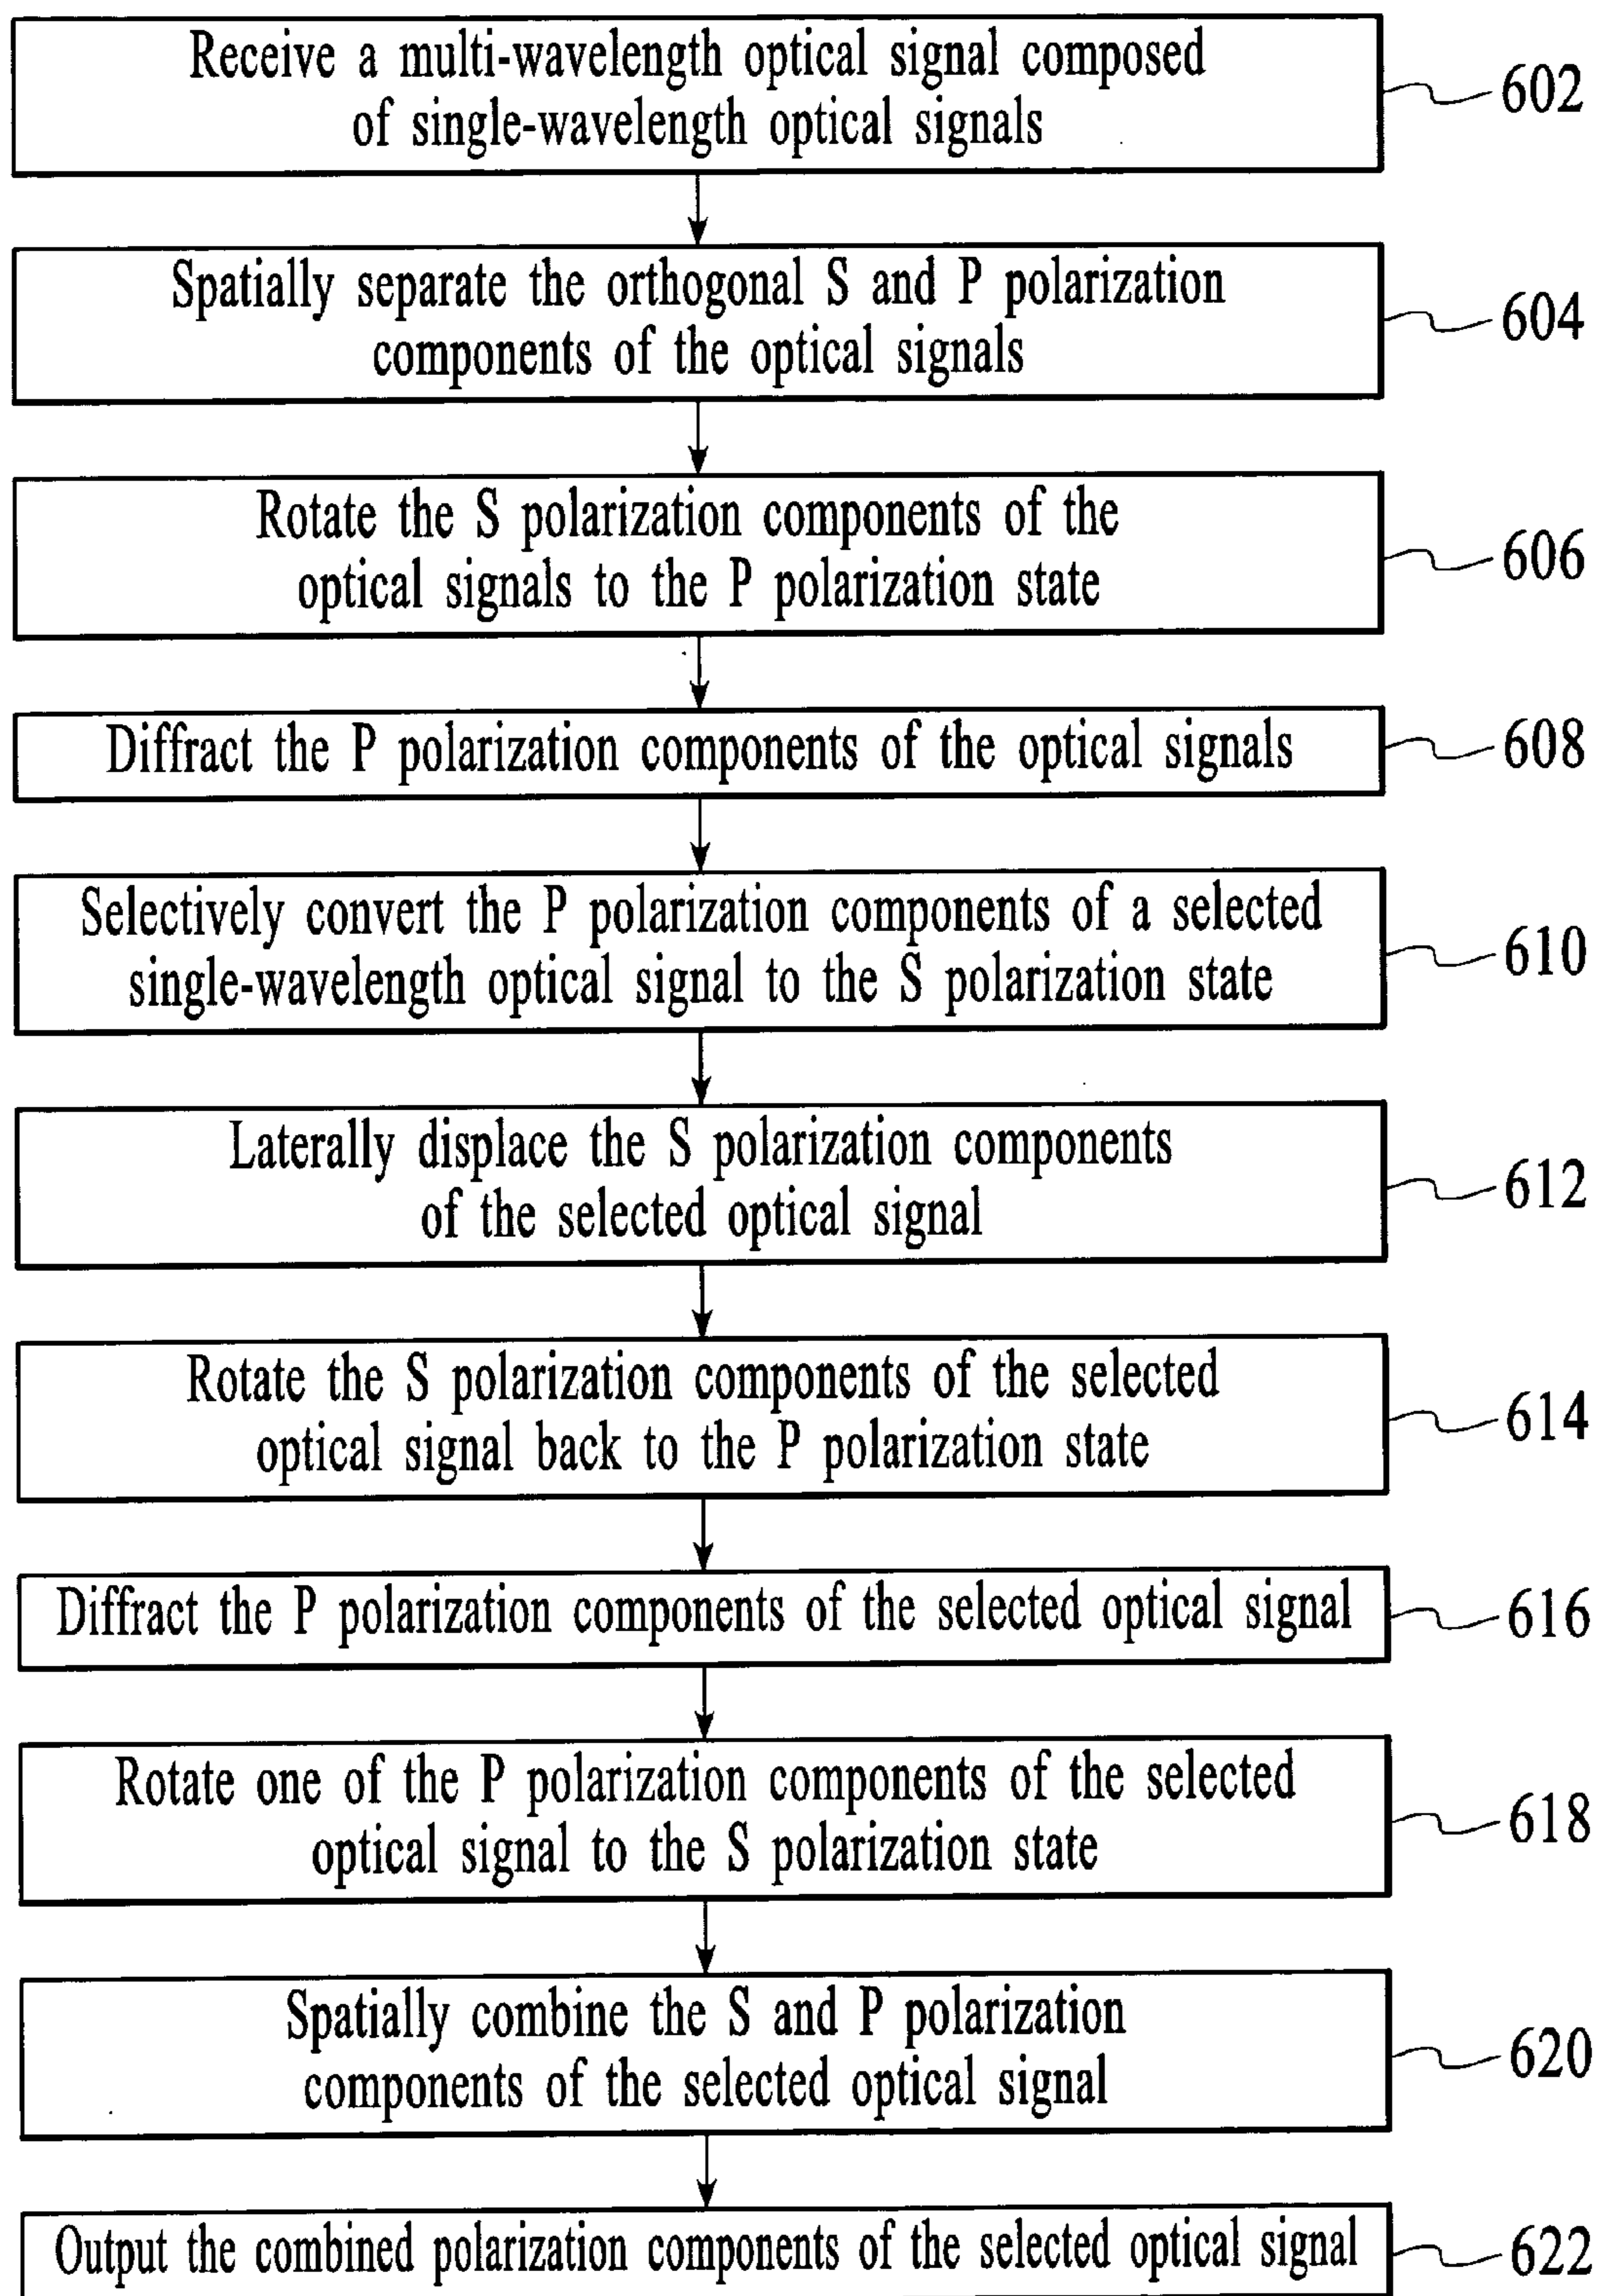 Receive a multi-wavelength optical signal composed
of single-wavelength optical signals
602
Spatially separate the orthogonal S and P polarization
components of the optical signals
604
Rotate the S polarization components of the
optical signals to the P polarization state
606
Diffract the P polarization components of the optical signals
608
Selectively convert the P polarization components of a selected
single-wavelength optical signal to the S polarization state
610
Laterally displace the S polarization components
of the selected optical signal
612
Rotate the S polarization components of the selected
optical signal back to the P polarization state
614
Diffract the P polarization components of the selected optical signal
616
Rotate one of the P polarization components of the selected
optical signal to the S polarization state
618
Spatially combine the S and P polarization
components of the selected optical signal
620
Output the combined polarization components of the selected optical signal
622